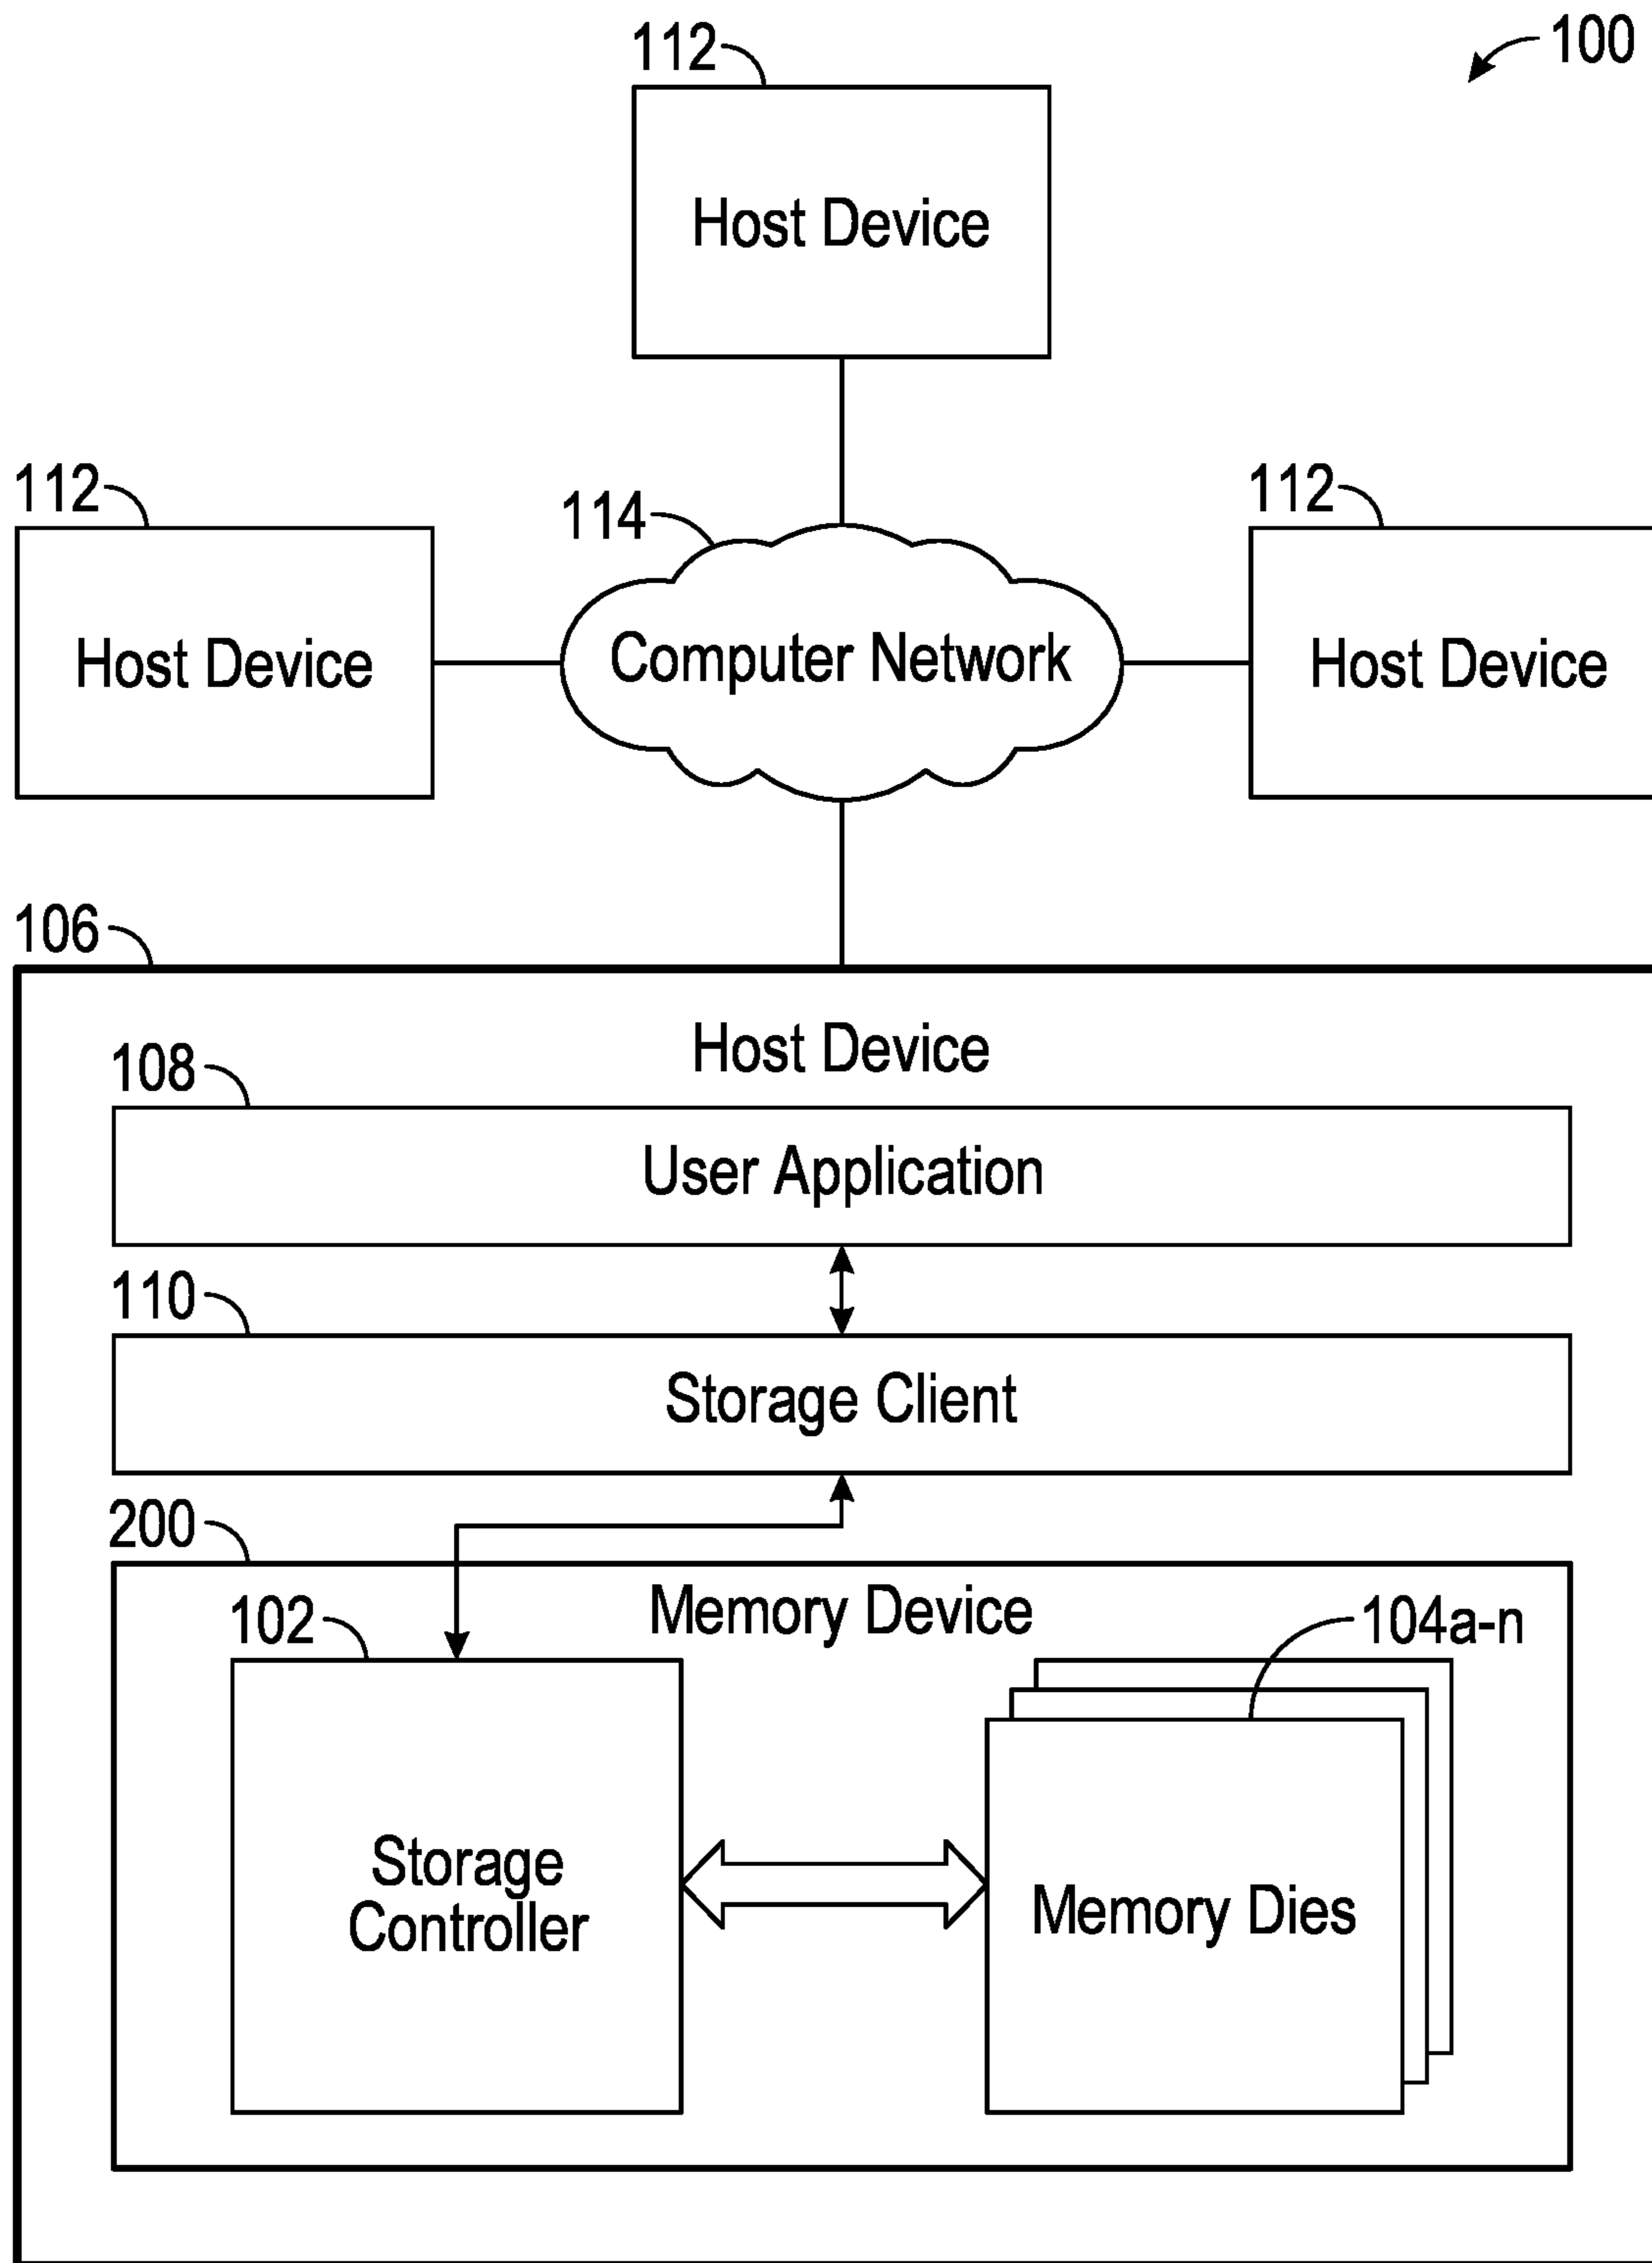 100
112
Host Device
112
114
112
Host Device
Computer Network
Host Device
106
Host Device
108
User Application
110
Storage Client
200
Memory Device
102
104a-n
Storage
Controller
Memory Dies